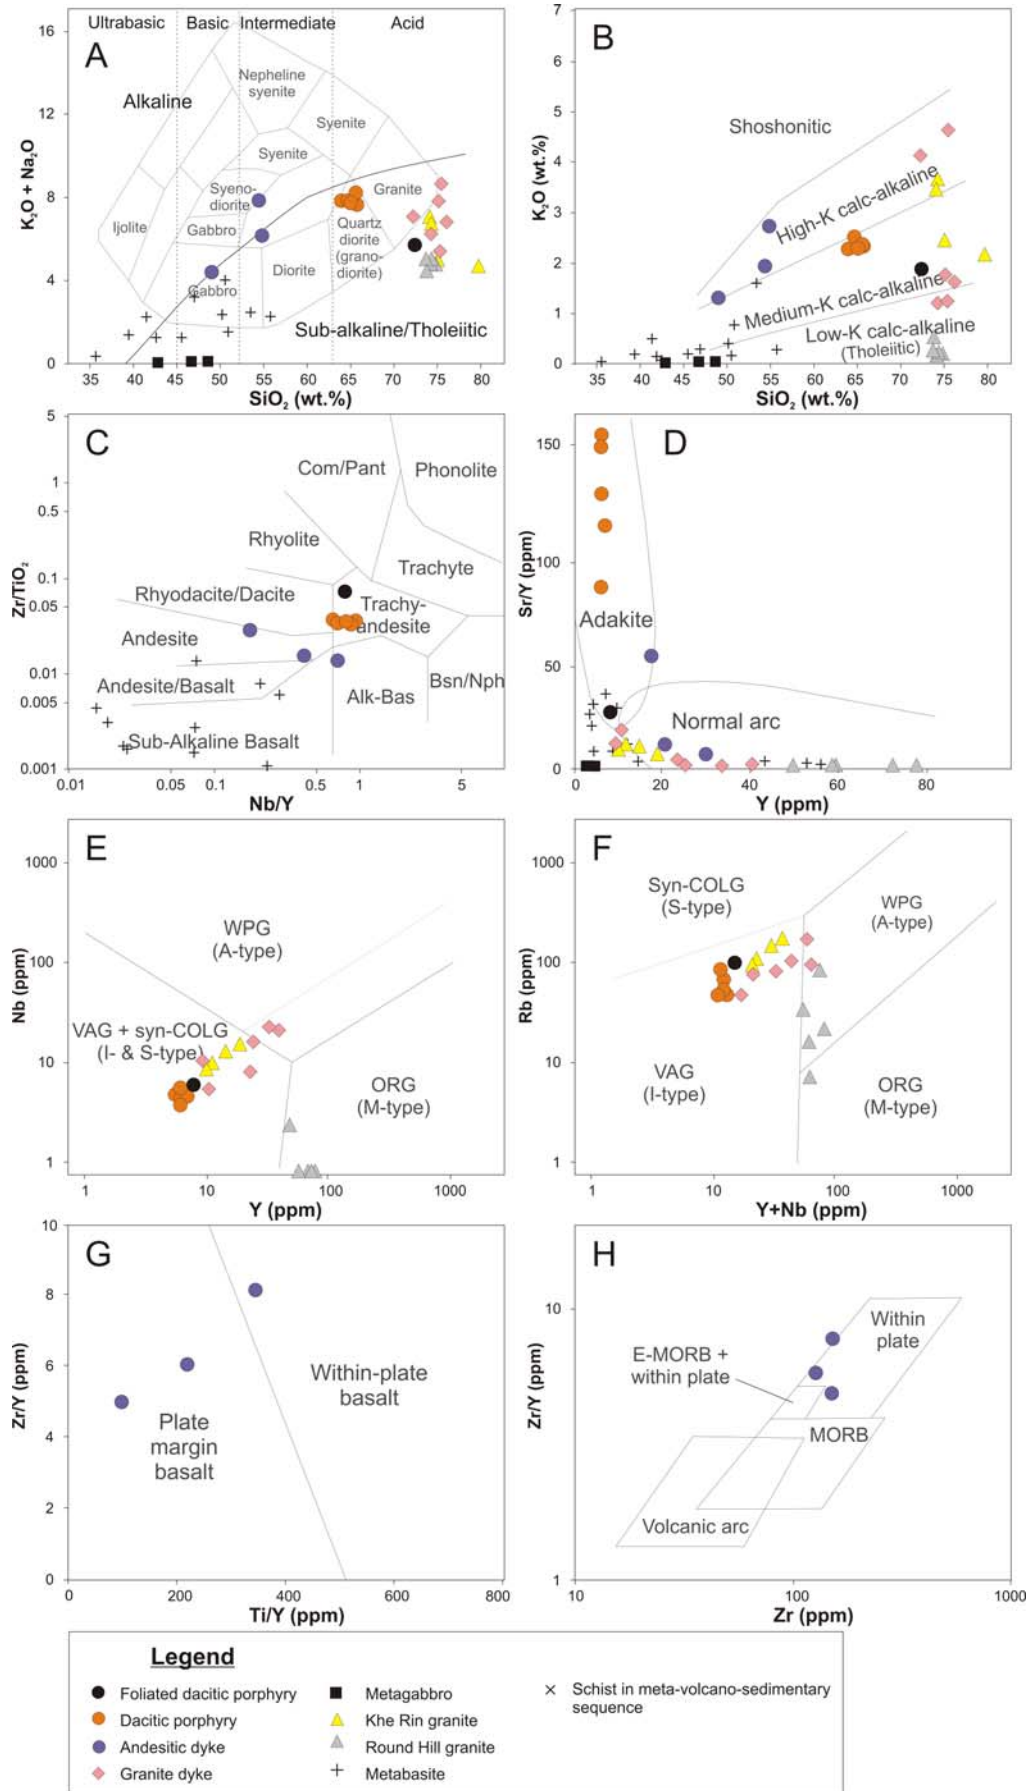 Ultrabasic Basic Intermediate Acid
A
16
12
8
4
0
K₂O + Na₂O
Alkaline
Nepheline
syenite
Syenite
Syenite
Syeno-
diorite
Granite
Ijolite
Gabbro
Quartz
diorite
(grano-
diorite)
Diorite
Gabbro
Sub-alkaline/Tholeiitic
35 40 45 50 55 60 65 70 75 80
SiO₂ (wt.%)
B
7
6
5
4
3
2
1
0
K₂O (wt.%)
Shoshonitic
High-K calc-alkaline
Medium-K calc-alkaline
Low-K calc-alkaline
(Tholeiitic)
35 40 45 50 55 60 65 70 75 80
SiO₂ (wt.%)
C
5
1
0.5
0.1
0.05
0.01
0.005
0.001
Zr/TiO₂
Com/Pant
Phonolite
Rhyolite
Trachyte
Rhyodacite/Dacite
Trachy-
andesite
Andesite
Andesite/Basalt
Alk-Bas
Bsn/Nph
Sub-Alkaline Basalt
0.01 0.05 0.1 0.5 1 5
Nb/Y
D
150
100
50
0
Sr/Y (ppm)
Adakite
Normal arc
0 20 40 60 80
Y (ppm)
E
1000
100
10
1
Nb (ppm)
WPG
(A-type)
VAG + syn-COLG
(I- & S-type)
ORG
(M-type)
1 10 100 1000
Y (ppm)
F
1000
100
10
1
Rb (ppm)
Syn-COLG
(S-type)
WPG
(A-type)
VAG
(I-type)
ORG
(M-type)
1 10 100 1000
Y+Nb (ppm)
G
10
8
6
4
2
0
Zr/Y (ppm)
Within-plate
basalt
Plate
margin
basalt
0 200 400 600 800
Ti/Y (ppm)
H
10
1
Zr/Y (ppm)
Within
plate
E-MORB +
within plate
MORB
Volcanic arc
10 100 1000
Zr (ppm)
Legend
Foliated dacitic porphyry
Dacitic porphyry
Andesitic dyke
Granite dyke
Metagabbro
Khe Rin granite
Round Hill granite
Metabasite
Schist in meta-volcano-sedimentary
sequence